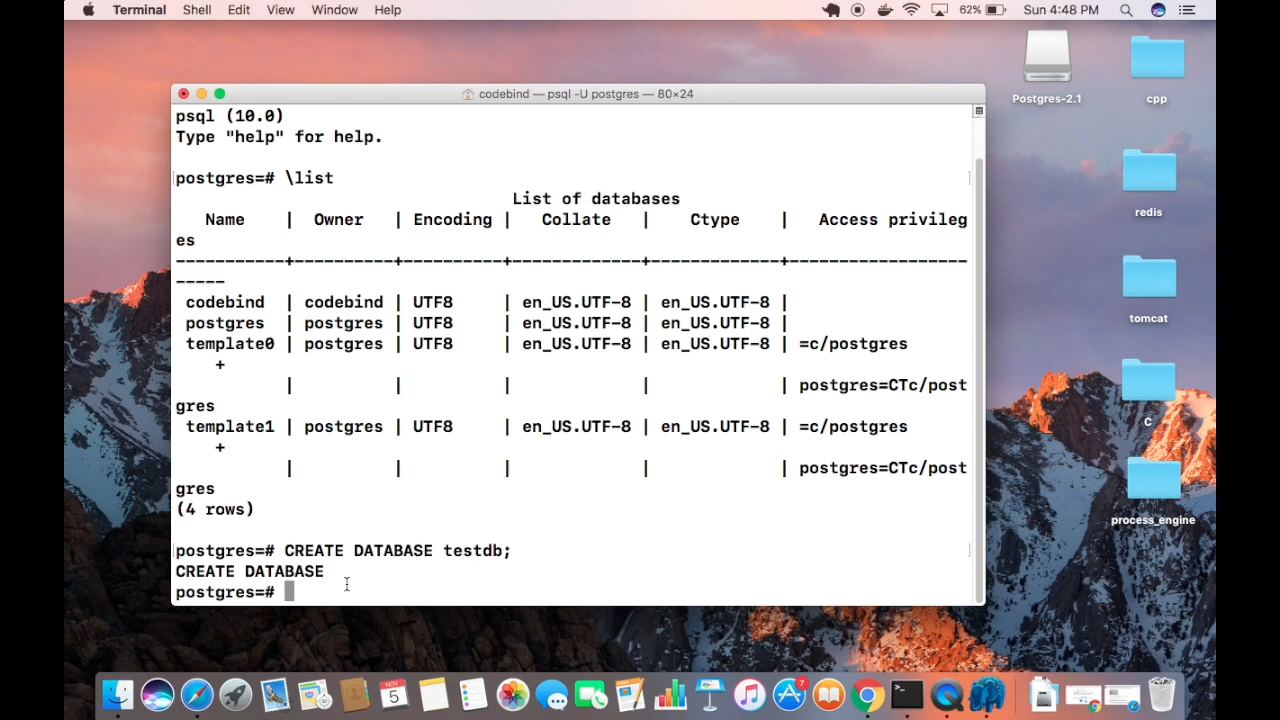 Terminal Shell Edit View Window Help 62% Sun 4:48 PM
codebind — psql -U postgres — 80×24
psql (10.0)
Type "help" for help.
postgres=# \list
List of databases
Name | Owner | Encoding | Collate | Ctype | Access privileg
es
-----------+----------+----------+-------------+-------------+------------------
-----
codebind | codebind | UTF8 | en_US.UTF-8 | en_US.UTF-8 |
postgres | postgres | UTF8 | en_US.UTF-8 | en_US.UTF-8 |
template0 | postgres | UTF8 | en_US.UTF-8 | en_US.UTF-8 | =c/postgres
+
| | | | | postgres=CTc/post
gres
template1 | postgres | UTF8 | en_US.UTF-8 | en_US.UTF-8 | =c/postgres
+
| | | | | postgres=CTc/post
gres
(4 rows)
postgres=# CREATE DATABASE testdb;
CREATE DATABASE
postgres=#
Postgres-2.1
cpp
redis
tomcat
C
process_engine
NOV
5
7